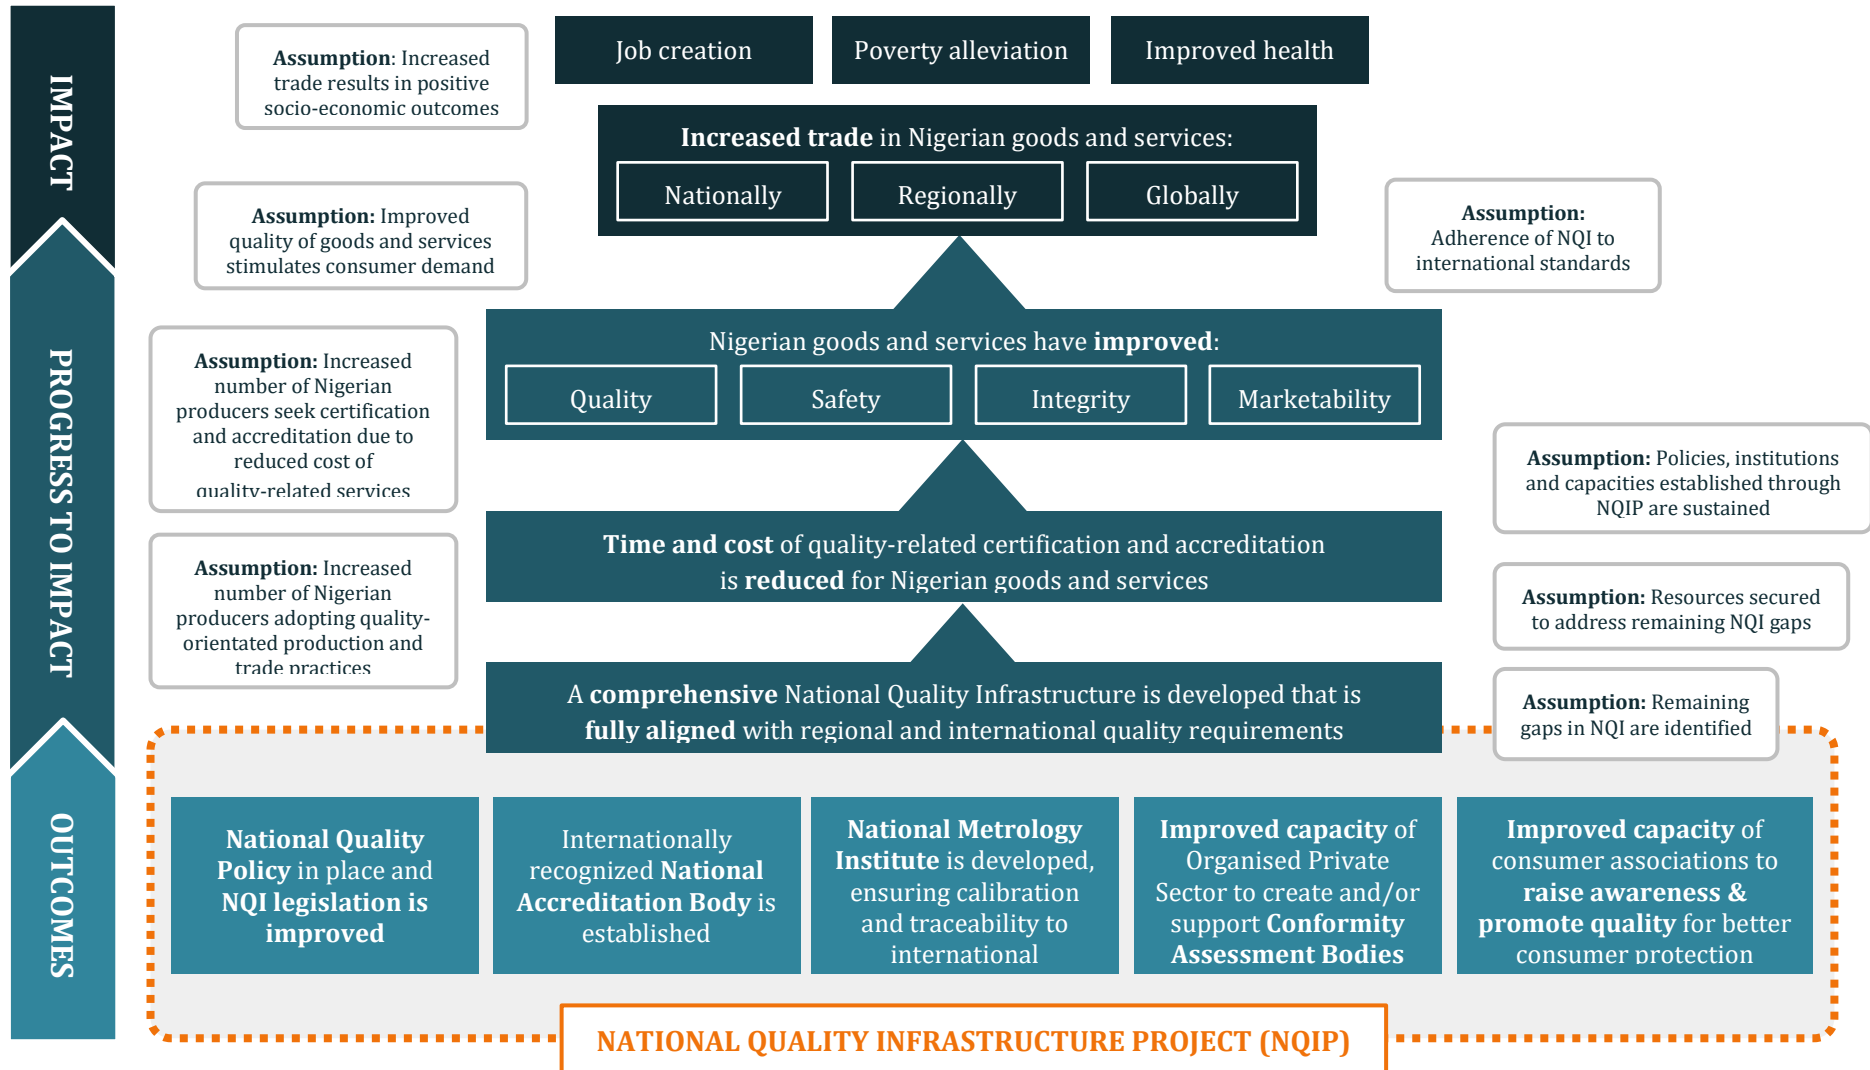 IMPACT
Assumption: Increased
trade results in positive
socio-economic outcomes
Job creation
Poverty alleviation
Improved health
Increased trade in Nigerian goods and services:
Nationally
Regionally
Globally
Assumption: Improved
quality of goods and services
stimulates consumer demand
Assumption:
Adherence of NQI to
international standards
PROGRESS TO IMPACT
Nigerian goods and services have improved:
Quality
Safety
Integrity
Marketability
Assumption: Increased
number of Nigerian
producers seek certification
and accreditation due to
reduced cost of
quality-related services
Assumption: Policies, institutions
and capacities established through
NQIP are sustained
Time and cost of quality-related certification and accreditation
is reduced for Nigerian goods and services
Assumption: Increased
number of Nigerian
producers adopting quality-
orientated production and
trade practices
Assumption: Resources secured
to address remaining NQI gaps
A comprehensive National Quality Infrastructure is developed that is
fully aligned with regional and international quality requirements
Assumption: Remaining
gaps in NQI are identified
OUTCOMES
National Quality
Policy in place and
NQI legislation is
improved
Internationally
recognized National
Accreditation Body is
established
National Metrology
Institute is developed,
ensuring calibration
and traceability to
international
Improved capacity of
Organised Private
Sector to create and/or
support Conformity
Assessment Bodies
Improved capacity of
consumer associations to
raise awareness &
promote quality for better
consumer protection
NATIONAL QUALITY INFRASTRUCTURE PROJECT (NQIP)